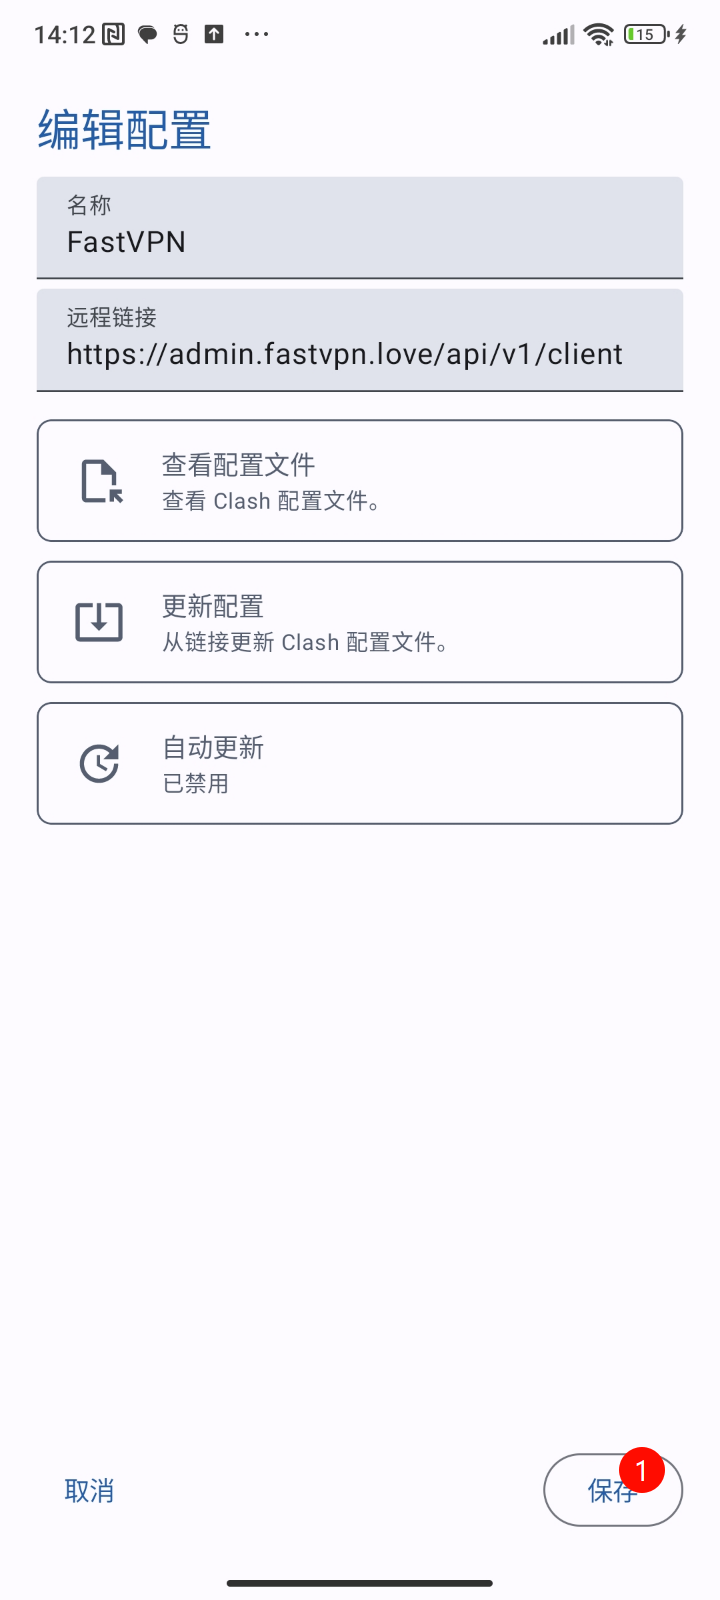 14:12
15
编辑配置
名称
FastVPN
远程链接
https://admin.fastvpn.love/api/v1/client
查看配置文件
查看 Clash 配置文件。
更新配置
从链接更新 Clash 配置文件。
自动更新
已禁用
取消
保存
1